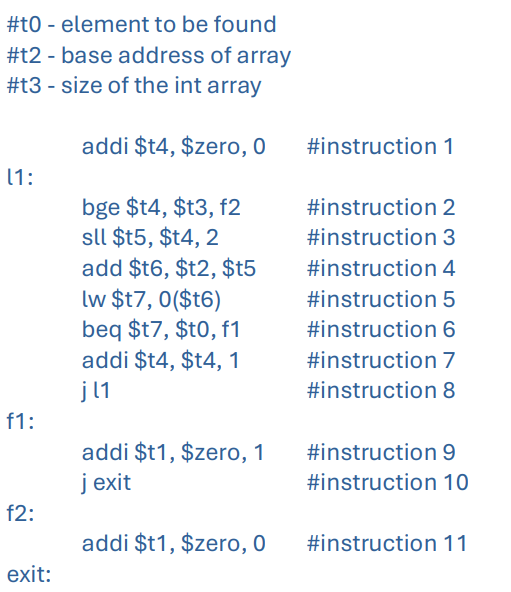 #t0 - element to be found
#t2 - base address of array
#t3 - size of the int array
addi $t4, $zero, 0 #instruction 1
l1:
bge $t4, $t3, f2 #instruction 2
sll $t5, $t4, 2 #instruction 3
add $t6, $t2, $t5 #instruction 4
lw $t7, 0($t6) #instruction 5
beq $t7, $t0, f1 #instruction 6
addi $t4, $t4, 1 #instruction 7
j l1 #instruction 8
f1:
addi $t1, $zero, 1 #instruction 9
j exit #instruction 10
f2:
addi $t1, $zero, 0 #instruction 11
exit: